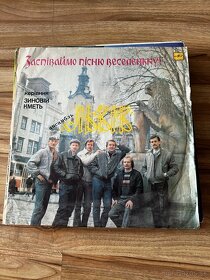 Заспіваймо пісню веселеньку!
керівник
ЗИНОВІЙ
КМЕТЬ